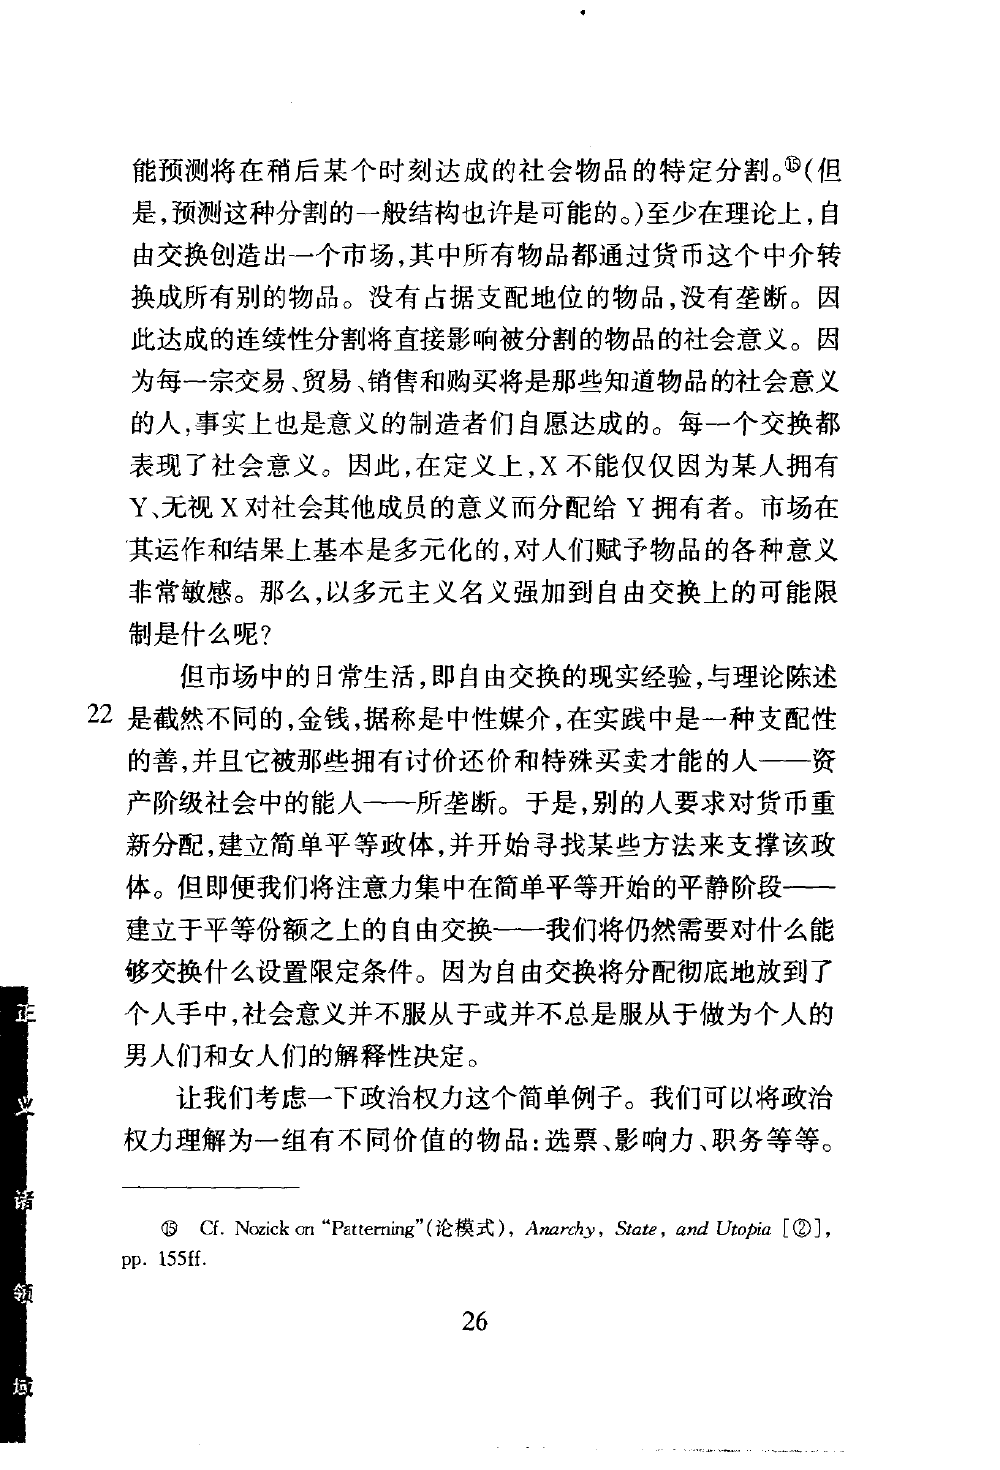 能预测将在稍后某个时刻达成的社会物品的特定分割。⑮(但
是,预测这种分割的一般结构也许是可能的。)至少在理论上,自
由交换创造出一个市场,其中所有物品都通过货币这个中介转
换成所有别的物品。没有占据支配地位的物品,没有垄断。因
此达成的连续性分割将直接影响被分割的物品的社会意义。因
为每一宗交易、贸易、销售和购买将是那些知道物品的社会意义
的人,事实上也是意义的制造者们自愿达成的。每一个交换都
表现了社会意义。因此,在定义上,X 不能仅仅因为某人拥有
Y、无视 X 对社会其他成员的意义而分配给 Y 拥有者。市场在
其运作和结果上基本是多元化的,对人们赋予物品的各种意义
非常敏感。那么,以多元主义名义强加到自由交换上的可能限
制是什么呢?
但市场中的日常生活,即自由交换的现实经验,与理论陈述
22 是截然不同的,金钱,据称是中性媒介,在实践中是一种支配性
的善,并且它被那些拥有讨价还价和特殊买卖才能的人——资
产阶级社会中的能人——所垄断。于是,别的人要求对货币重
新分配,建立简单平等政体,并开始寻找某些方法来支撑该政
体。但即便我们将注意力集中在简单平等开始的平静阶段——
建立于平等份额之上的自由交换——我们将仍然需要对什么能
够交换什么设置限定条件。因为自由交换将分配彻底地放到了
个人手中,社会意义并不服从于或并不总是服从于做为个人的
男人们和女人们的解释性决定。
让我们考虑一下政治权力这个简单例子。我们可以将政治
权力理解为一组有不同价值的物品:选票、影响力、职务等等。
⑮ Cf. Nozick on “Patterning”(论模式), Anarchy, State, and Utopia [②],
pp. 155ff.
26
正义诸领域